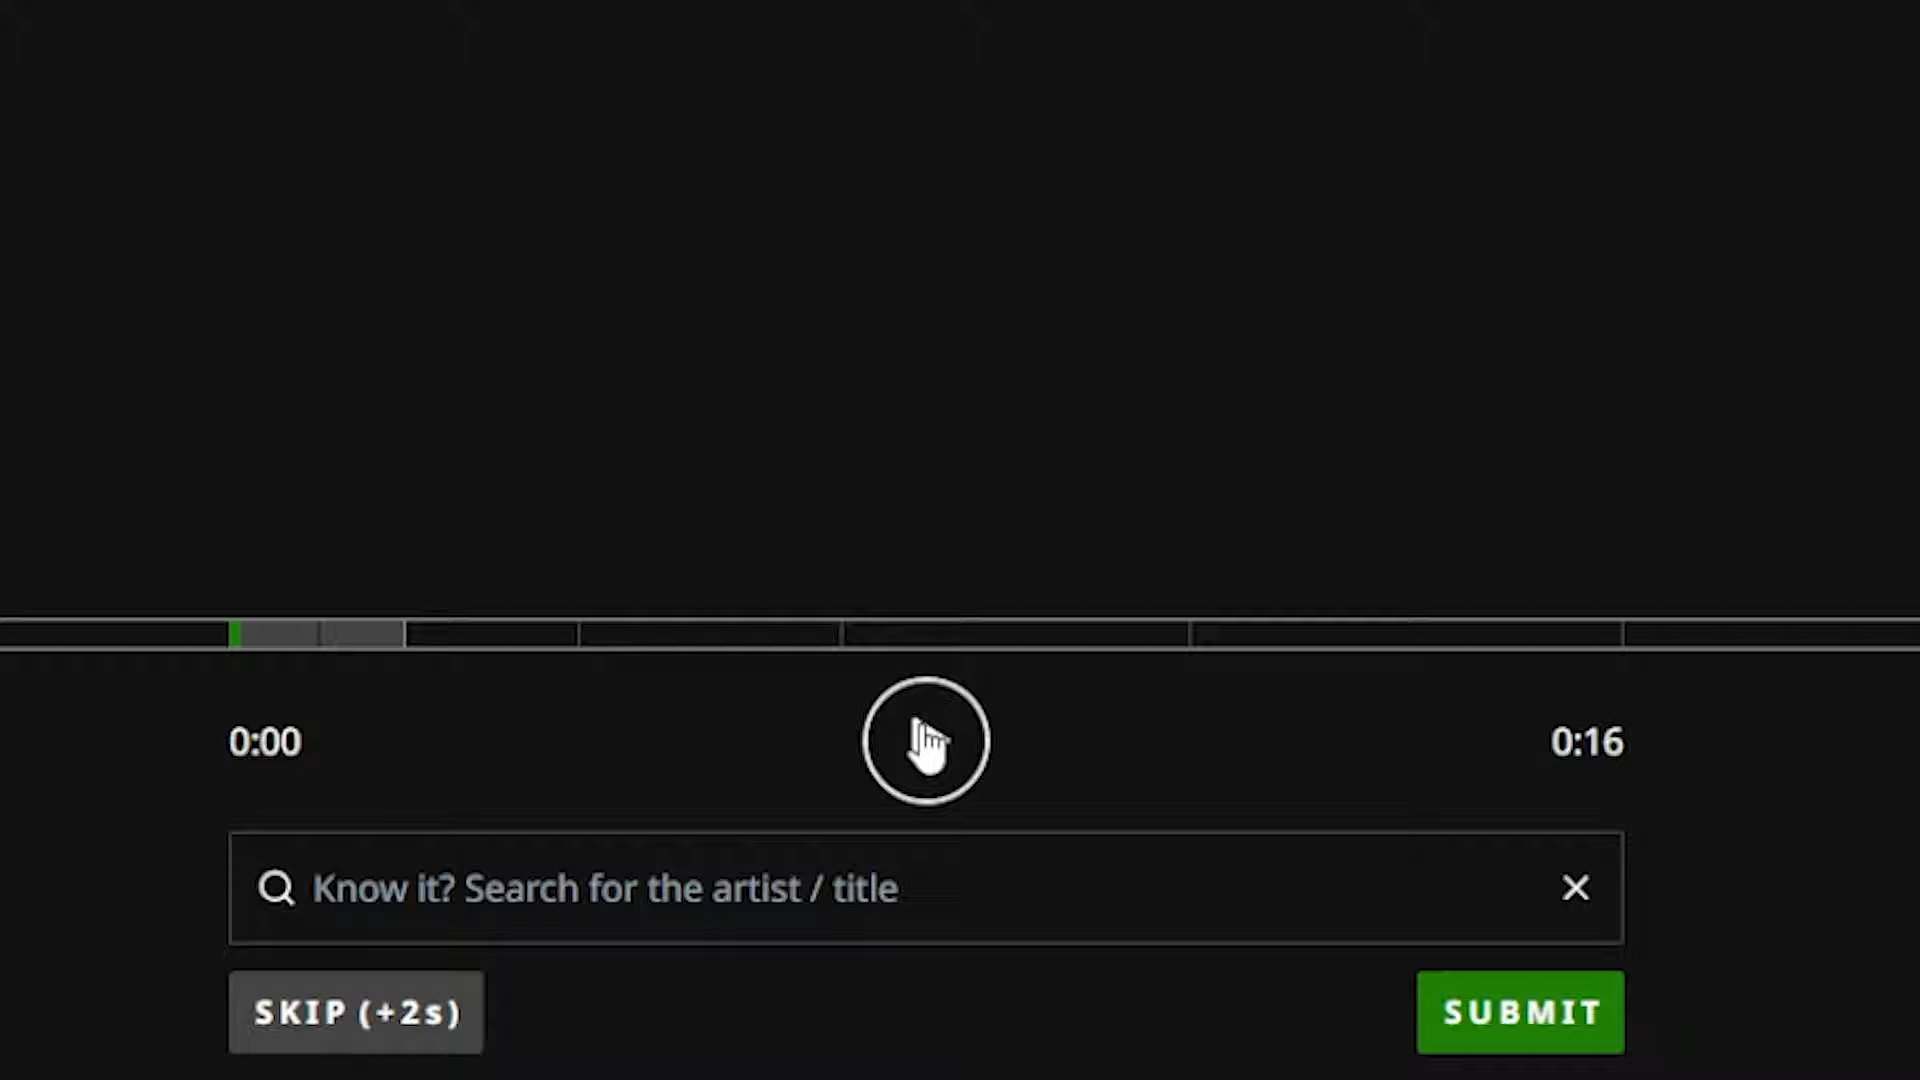 0:00
0:16
Know it? Search for the artist / title
SKIP (+2s)
SUBMIT